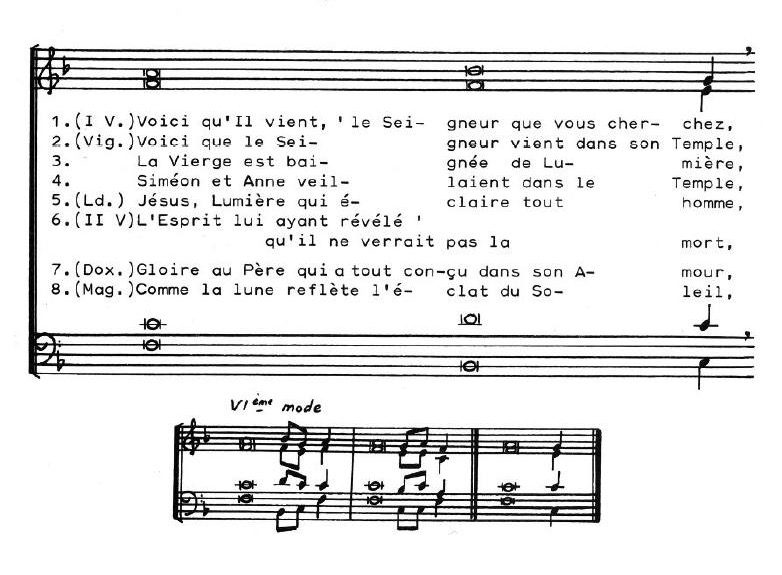 1.(I V.)Voici qu'Il vient, ' le Sei- gneur que vous cher- chez,
2.(Vig.)Voici que le Sei- gneur vient dans son Temple,
3. La Vierge est bai- gnée de Lu- mière,
4. Siméon et Anne veil- laient dans le Temple,
5.(Ld.) Jésus, Lumière qui é- claire tout homme,
6.(II V)L'Esprit lui ayant révélé '
qu'il ne verrait pas la mort,
7.(Dox.)Gloire au Père qui a tout con-çu dans son A- mour,
8.(Mag.)Comme la lune reflète l'é- clat du So- leil,
VIème mode